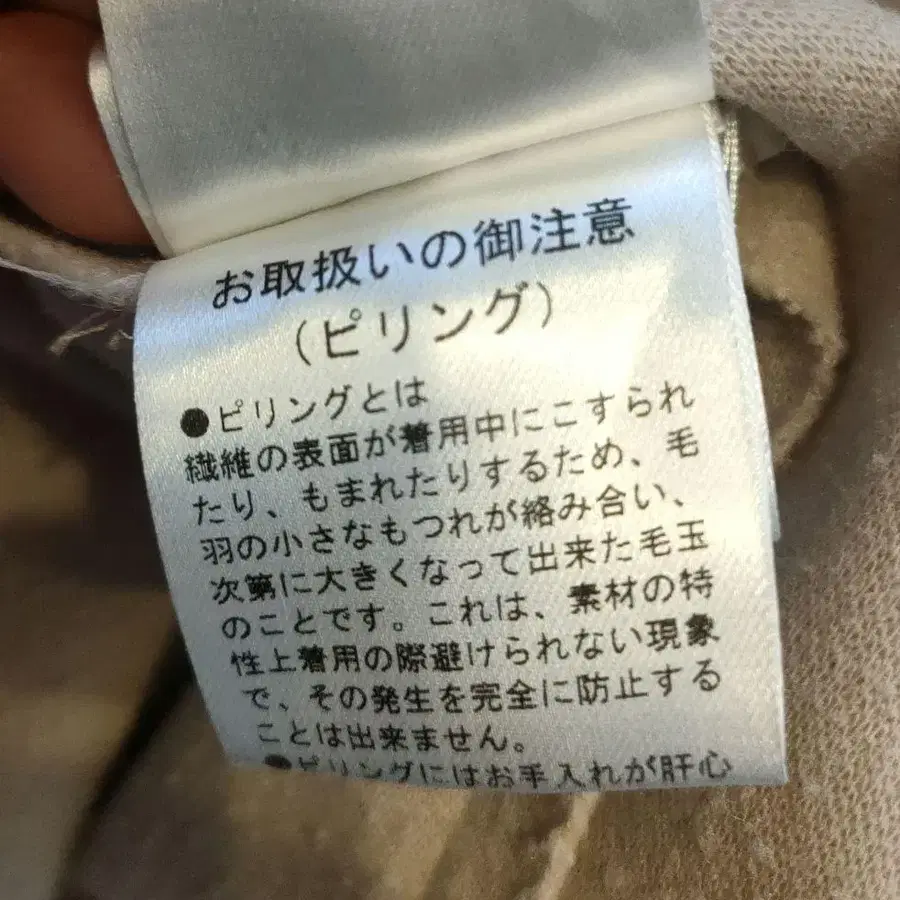 お取扱いの御注意
（ピリング）
●ピリングとは
繊維の表面が着用中にこすられ
たり、もまれたりするため、毛
羽の小さなもつれが絡み合い、
次第に大きくなって出来た毛玉
のことです。これは、素材の特
性上着用の際避けられない現象
で、その発生を完全に防止する
ことは出来ません。
●ピリングにはお手入れが肝心